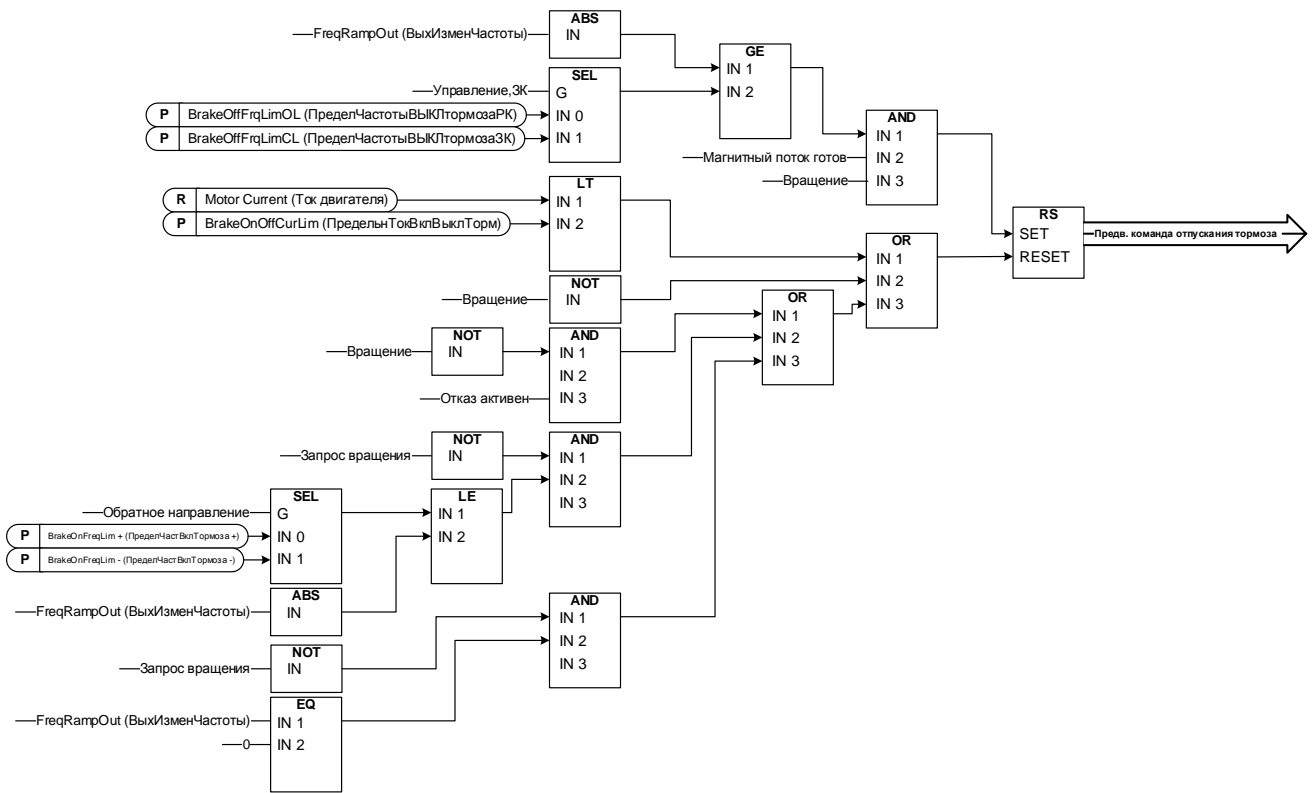 ABS
FreqRampOut (ВыхИзменЧастоты)
IN
GE
IN 1
IN 2
SEL
Управление,ЗК
G
P BrakeOffFrqLimOL (ПределЧастотыВЫКЛтормозаРК)
IN 0
P BrakeOffFrqLimCL (ПределЧастотыВЫКЛтормозаЗК)
IN 1
AND
IN 1
Магнитный поток готов
IN 2
Вращение
IN 3
LT
R Motor Current (Ток двигателя)
IN 1
P BrakeOnOffCurLim (ПредельнТокВклВыклТорм)
IN 2
RS
SET
RESET
Предв. команда отпускания тормоза
OR
IN 1
IN 2
IN 3
NOT
Вращение
IN
OR
IN 1
IN 2
IN 3
NOT
Вращение
IN
AND
IN 1
IN 2
Отказ активен
IN 3
NOT
Запрос вращения
IN
AND
IN 1
IN 2
IN 3
SEL
Обратное направление
G
P BrakeOnFreqLim + (ПределЧастВклТормоза +)
IN 0
P BrakeOnFreqLim - (ПределЧастВклТормоза -)
IN 1
LE
IN 1
IN 2
ABS
FreqRampOut (ВыхИзменЧастоты)
IN
AND
IN 1
IN 2
IN 3
NOT
Запрос вращения
IN
EQ
FreqRampOut (ВыхИзменЧастоты)
IN 1
0
IN 2